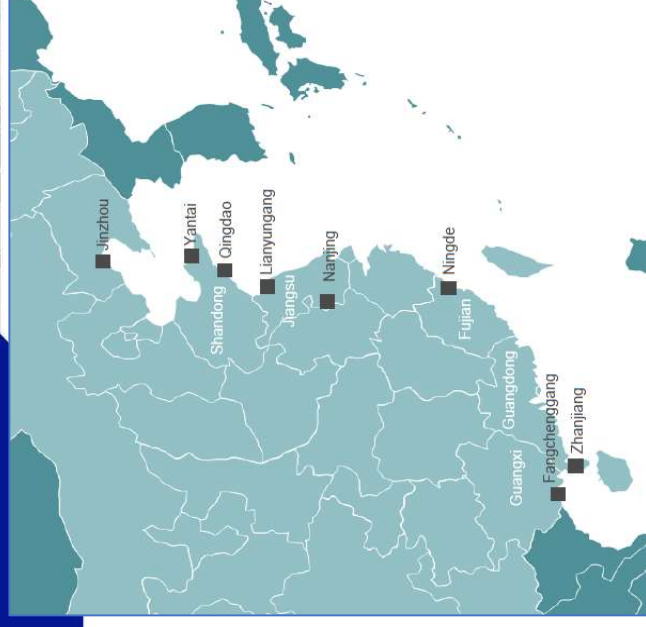 Jinzhou
Yantai
Qingdao
Shandong
Lianyungang
Jiangsu
Nanjing
Ningde
Fujian
Guangdong
Guangxi
Fangchenggang
Zhanjiang